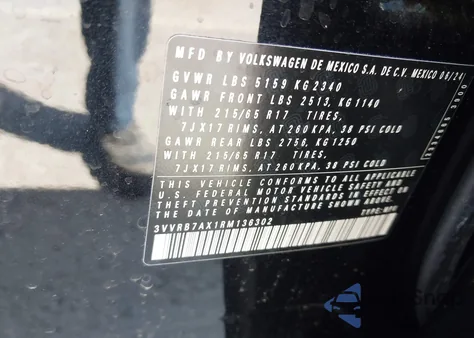 MFD BY VOLKSWAGEN DE MEXICO S.A. DE C.V. MEXICO 06/24
GVWR LBS 5159 KG 2340
GAWR FRONT LBS 2513, KG 1140
WITH 215/65 R17 TIRES,
7JX17 RIMS, AT 260 KPA, 38 PSI COLD
GAWR REAR LBS 2756, KG 1250
WITH 215/65 R17 TIRES,
7JX17 RIMS, AT 260 KPA, 38 PSI COLD
THIS VEHICLE CONFORMS TO ALL APPLICABLE
U.S. FEDERAL MOTOR VEHICLE SAFETY AND
THEFT PREVENTION STANDARDS IN EFFECT ON
THE DATE OF MANUFACTURE SHOWN ABOVE
3VVRB7AX1RM136302